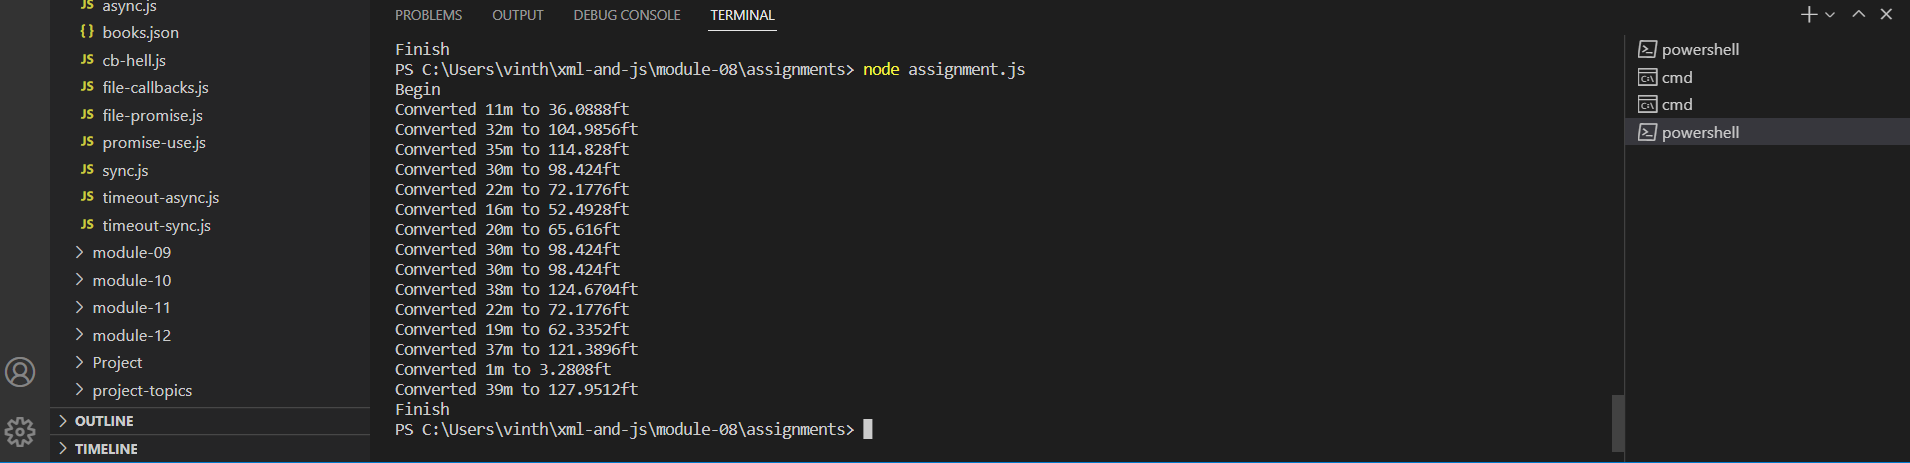 async.js
{} books.json
JS cb-hell.js
JS file-callbacks.js
JS file-promise.js
JS promise-use.js
JS sync.js
JS timeout-async.js
JS timeout-sync.js
module-09
module-10
module-11
module-12
Project
project-topics
OUTLINE
TIMELINE
PROBLEMS OUTPUT DEBUG CONSOLE TERMINAL
Finish
PS C:\Users\vinth\xml-and-js\module-08\assignments> node assignment.js
Begin
Converted 11m to 36.0888ft
Converted 32m to 104.9856ft
Converted 35m to 114.828ft
Converted 30m to 98.424ft
Converted 22m to 72.1776ft
Converted 16m to 52.4928ft
Converted 20m to 65.616ft
Converted 30m to 98.424ft
Converted 30m to 98.424ft
Converted 38m to 124.6704ft
Converted 22m to 72.1776ft
Converted 19m to 62.3352ft
Converted 37m to 121.3896ft
Converted 1m to 3.2808ft
Converted 39m to 127.9512ft
Finish
PS C:\Users\vinth\xml-and-js\module-08\assignments>
powershell
cmd
cmd
powershell